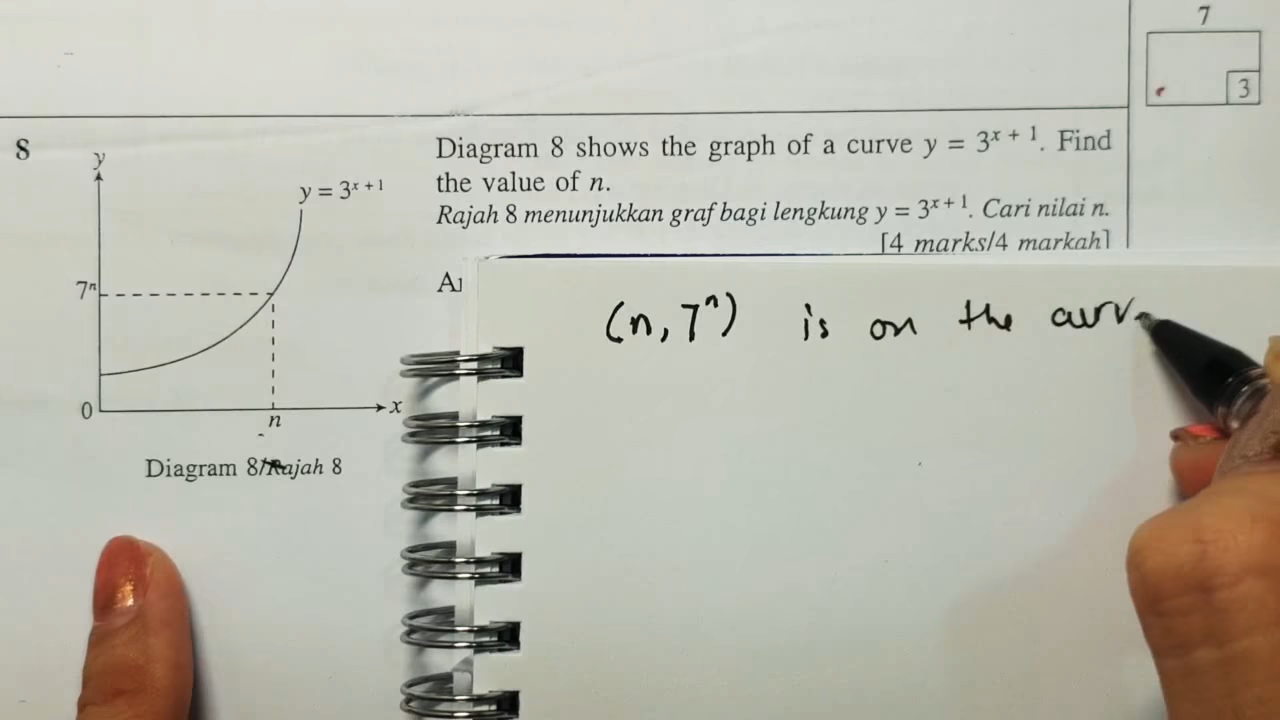 7
3
8
Diagram 8 shows the graph of a curve y = 3^{x + 1}. Find
the value of n.
Rajah 8 menunjukkan graf bagi lengkung y = 3^{x + 1}. Cari nilai n.
[4 marks/4 markah]
y
y = 3^{x + 1}
7^n
0
n
x
Diagram 8/Rajah 8
(n, 7^n) is on the